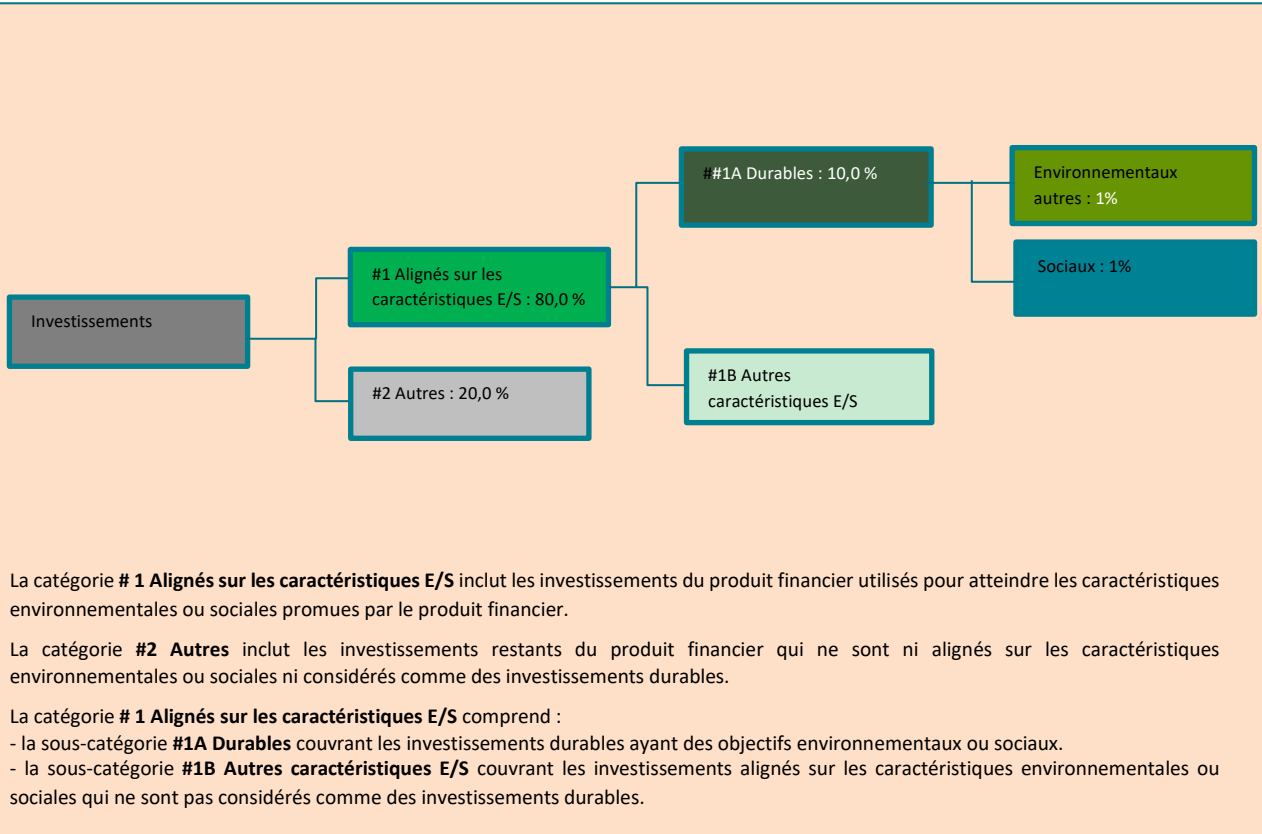 ##1A Durables : 10,0 %
Environnementaux
autres : 1%
Sociaux : 1%
#1 Alignés sur les
caractéristiques E/S : 80,0 %
Investissements
#2 Autres : 20,0 %
#1B Autres
caractéristiques E/S
La catégorie # 1 Alignés sur les caractéristiques E/S inclut les investissements du produit financier utilisés pour atteindre les caractéristiques
environnementales ou sociales promues par le produit financier.
La catégorie #2 Autres inclut les investissements restants du produit financier qui ne sont ni alignés sur les caractéristiques
environnementales ou sociales ni considérés comme des investissements durables.
La catégorie # 1 Alignés sur les caractéristiques E/S comprend :
- la sous-catégorie #1A Durables couvrant les investissements durables ayant des objectifs environnementaux ou sociaux.
- la sous-catégorie #1B Autres caractéristiques E/S couvrant les investissements alignés sur les caractéristiques environnementales ou
sociales qui ne sont pas considérés comme des investissements durables.